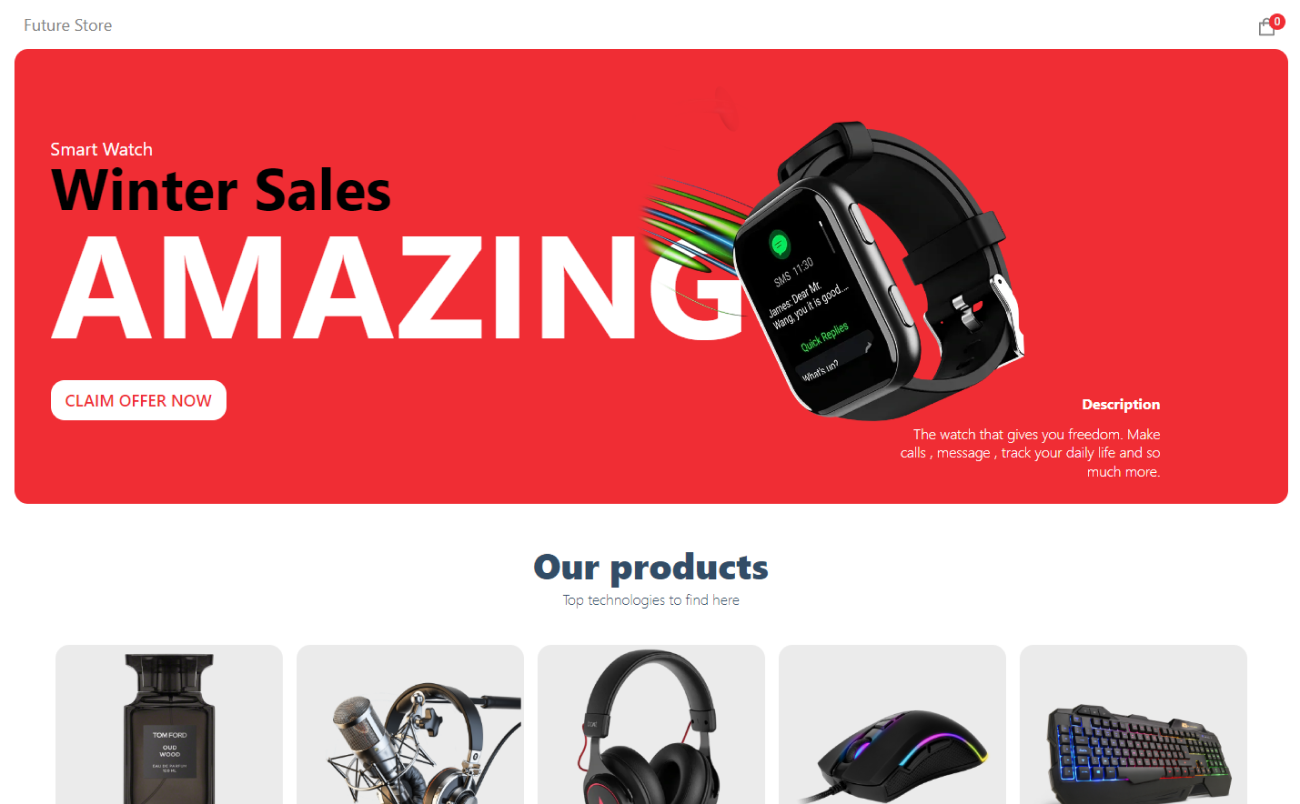 Future Store
0
Smart Watch
Winter Sales
AMAZING
CLAIM OFFER NOW
SMS 11:30
James: Dear Mr.
Wang, you it is good....
Quick Replies
What's up?
Description
The watch that gives you freedom. Make
calls , message , track your daily life and so
much more.
Our products
Top technologies to find here
TOM FORD
OUD
WOOD